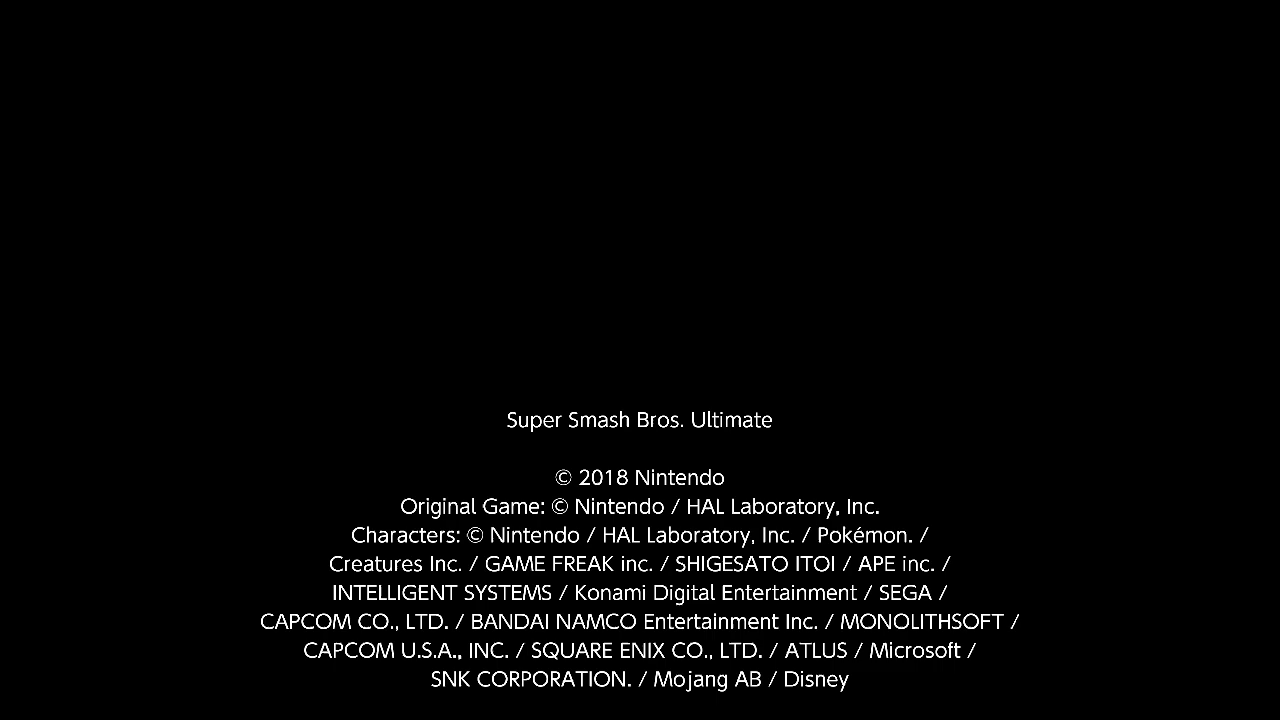 Super Smash Bros. Ultimate
© 2018 Nintendo
Original Game: © Nintendo / HAL Laboratory, Inc.
Characters: © Nintendo / HAL Laboratory, Inc. / Pokémon. /
Creatures Inc. / GAME FREAK inc. / SHIGESATO ITOI / APE inc. /
INTELLIGENT SYSTEMS / Konami Digital Entertainment / SEGA /
CAPCOM CO., LTD. / BANDAI NAMCO Entertainment Inc. / MONOLITHSOFT /
CAPCOM U.S.A., INC. / SQUARE ENIX CO., LTD. / ATLUS / Microsoft /
SNK CORPORATION. / Mojang AB / Disney